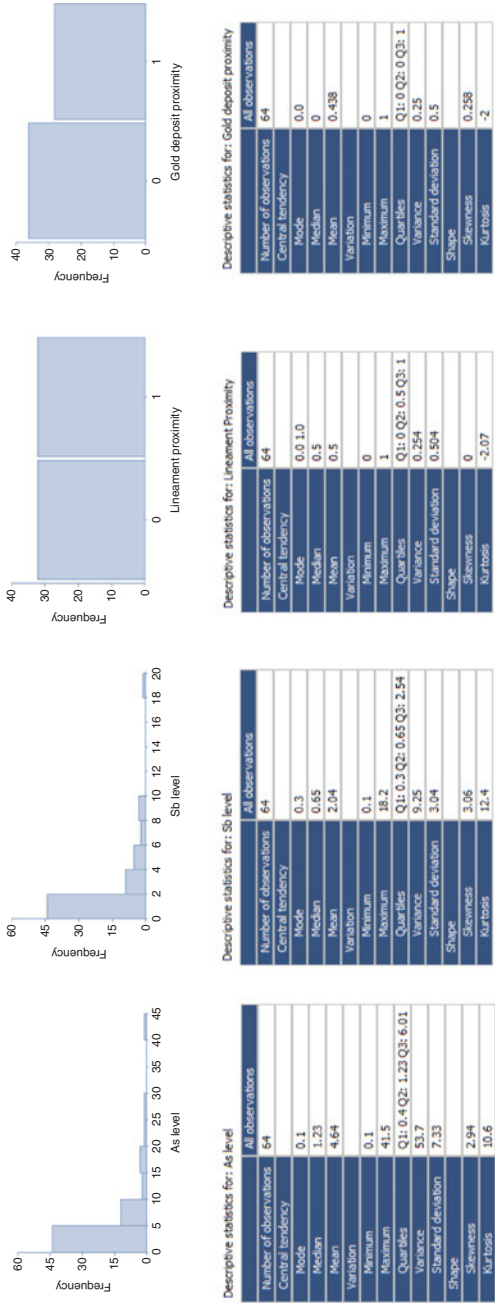 60
45
30
15
0
Frequency
0 5 10 15 20 25 30 35 40 45
As level
Descriptive statistics for: As level
All observations
Number of observations 64
Central tendency
Mode 0.1
Median 1.23
Mean 4.64
Variation
Minimum 0.1
Maximum 41.5
Quartiles Q1: 0.4 Q2: 1.23 Q3: 6.01
Variance 53.7
Standard deviation 7.33
Shape
Skewness 2.94
Kurtosis 10.6
60
45
30
15
0
Frequency
0 2 4 6 8 10 12 14 16 18 20
Sb level
Descriptive statistics for: Sb level
All observations
Number of observations 64
Central tendency
Mode 0.3
Median 0.65
Mean 2.04
Variation
Minimum 0.1
Maximum 18.2
Quartiles Q1: 0.3 Q2: 0.65 Q3: 2.54
Variance 9.25
Standard deviation 3.04
Shape
Skewness 3.06
Kurtosis 12.4
40
30
20
10
0
Frequency
0 1
Lineament proximity
Descriptive statistics for: Lineament Proximity
All observations
Number of observations 64
Central tendency
Mode 0.0 1.0
Median 0.5
Mean 0.5
Variation
Minimum 0
Maximum 1
Quartiles Q1: 0 Q2: 0.5 Q3: 1
Variance 0.254
Standard deviation 0.504
Shape
Skewness 0
Kurtosis -2.07
40
30
20
10
0
Frequency
0 1
Gold deposit proximity
Descriptive statistics for: Gold deposit proximity
All observations
Number of observations 64
Central tendency
Mode 0.0
Median 0
Mean 0.438
Variation
Minimum 0
Maximum 1
Quartiles Q1: 0 Q2: 0 Q3: 1
Variance 0.25
Standard deviation 0.5
Shape
Skewness 0.258
Kurtosis -2